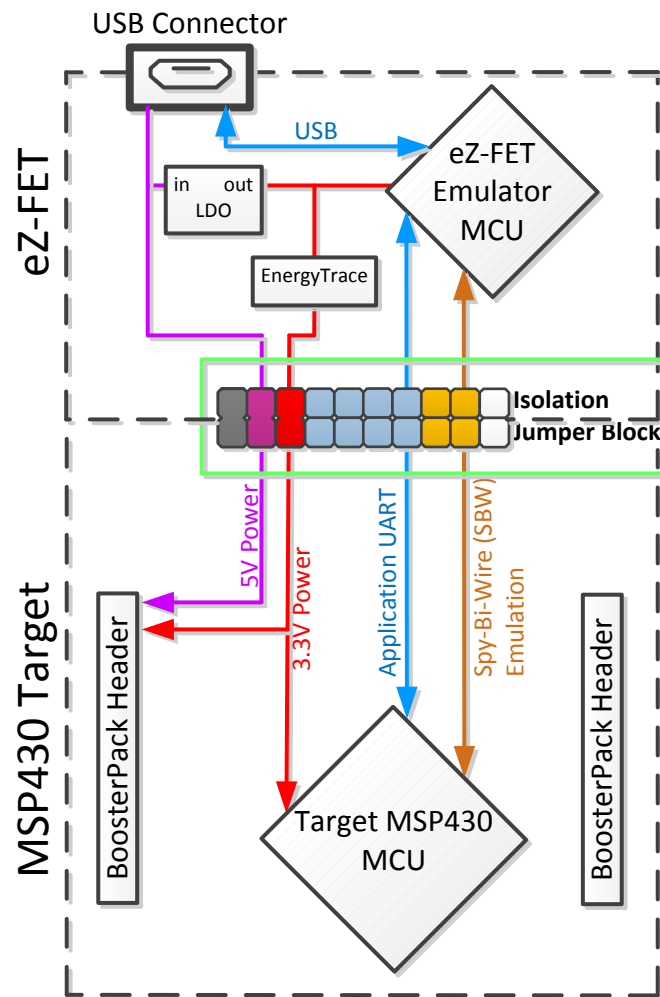 USB Connector
eZ-FET
USB
in out
LDO
eZ-FET
Emulator
MCU
EnergyTrace
Isolation
Jumper Block
MSP430 Target
5V Power
3.3V Power
Application UART
Spy-Bi-Wire (SBW)
Emulation
BoosterPack Header
Target MSP430
MCU
BoosterPack Header